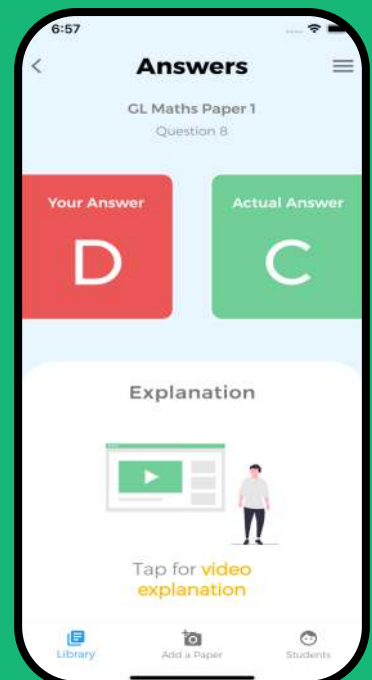 6:57
Answers
GL Maths Paper 1
Question 8
Your Answer
Actual Answer
D
C
Explanation
Tap for video
explanation
Library
Add a Paper
Students